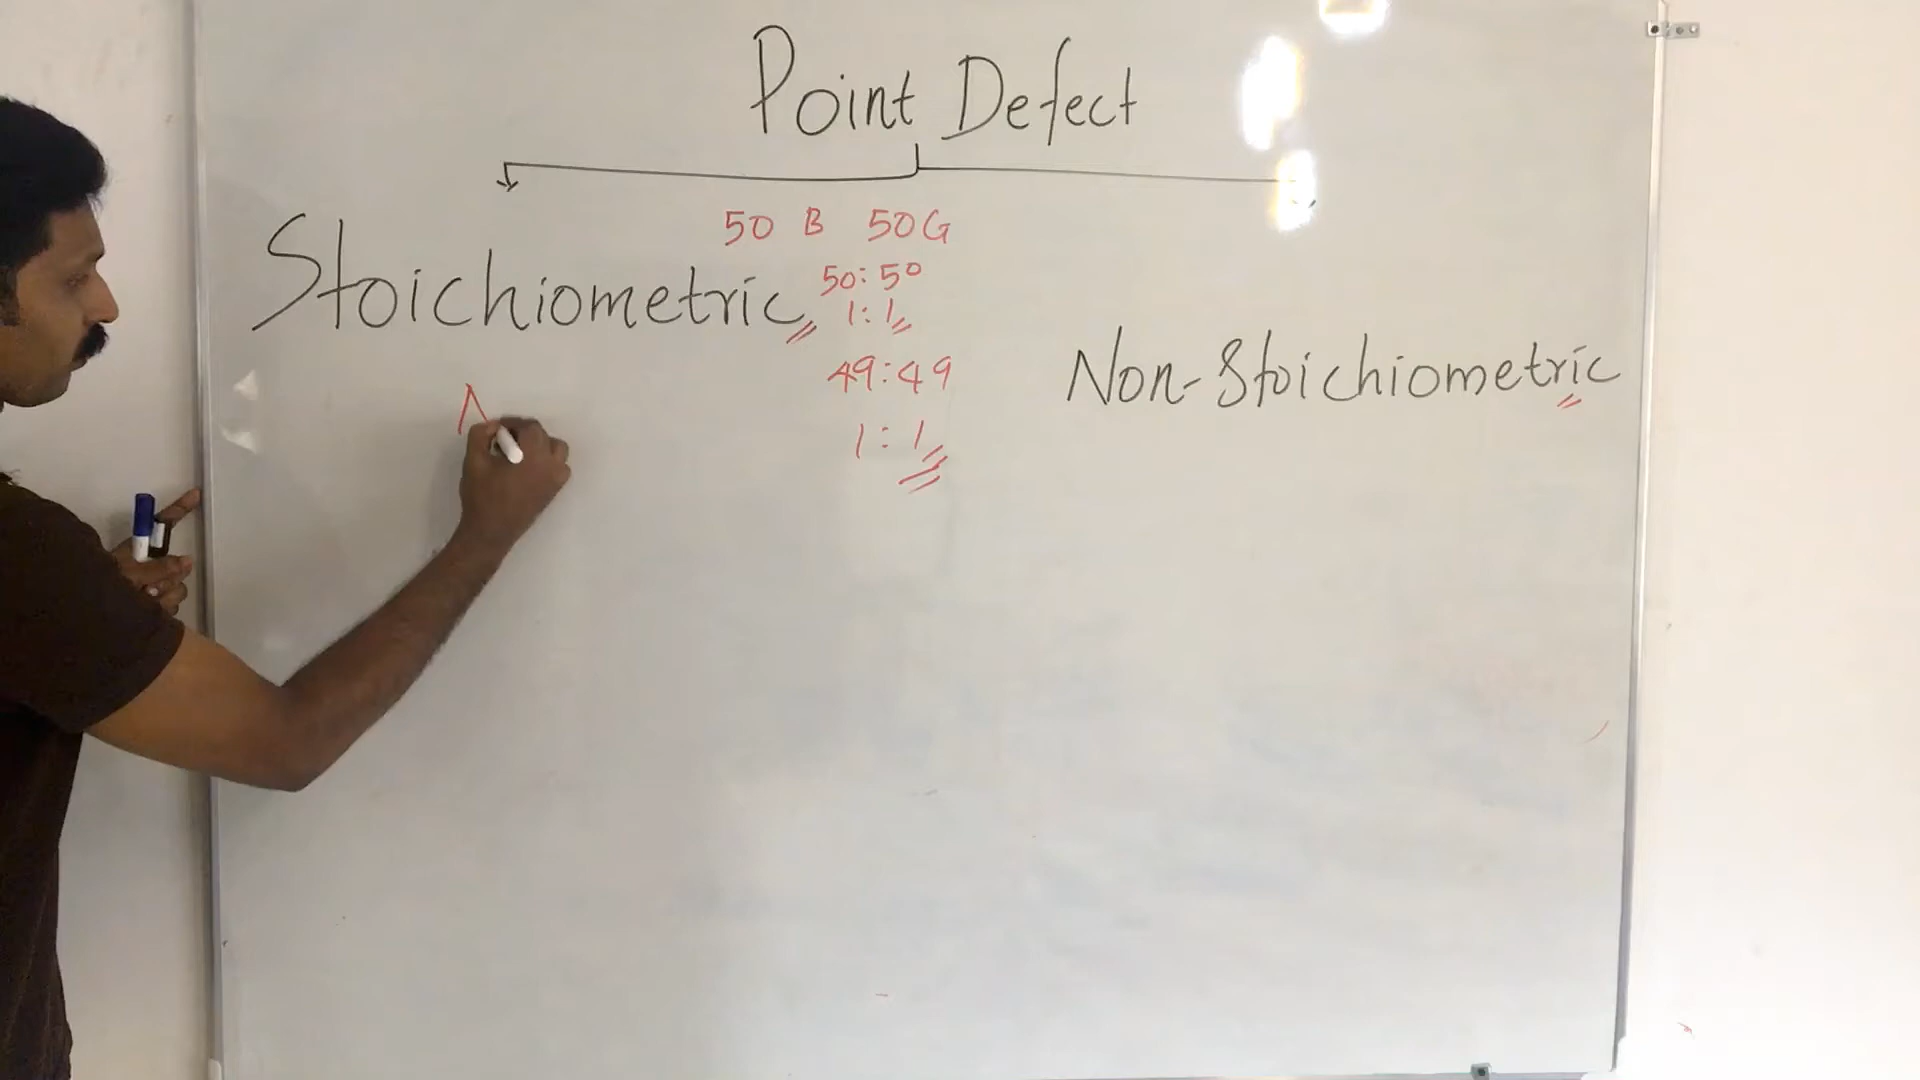 Point Defect
50 B 50G
Stoichiometric
50:50
1:1
49:49
Non-Stoichiometric
1:1